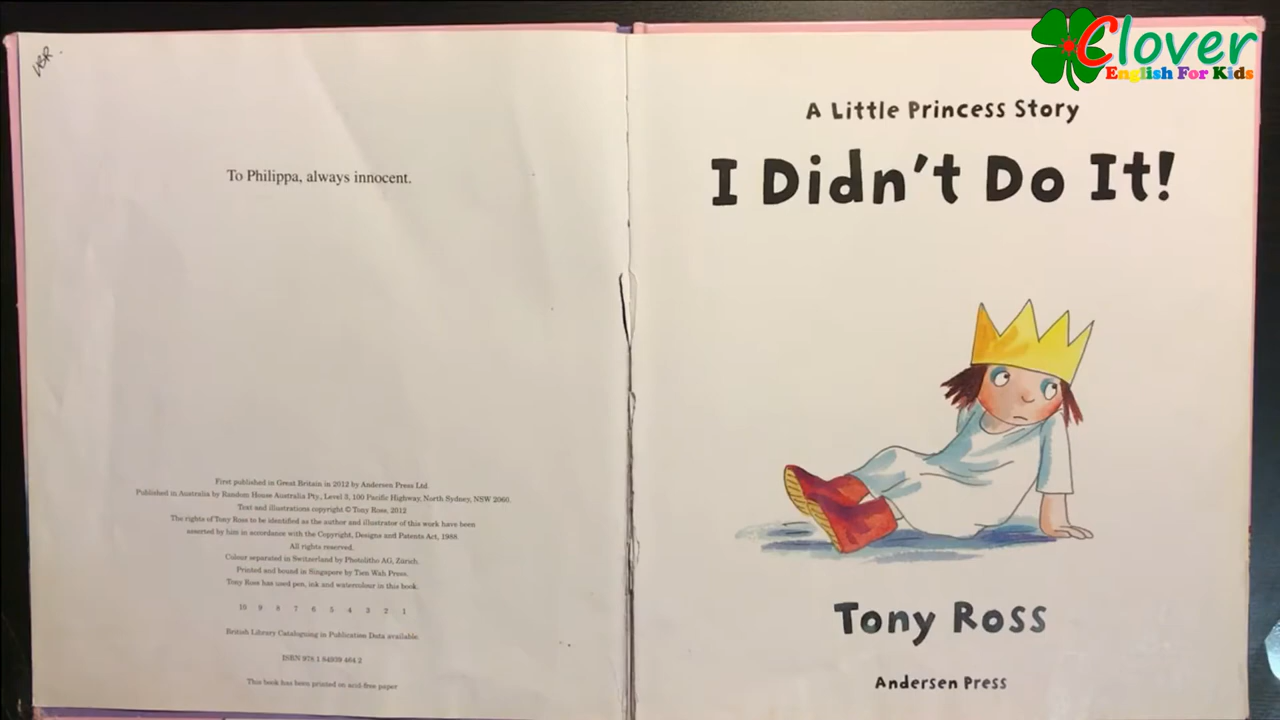 VBR.
To Philippa, always innocent.
First published in Great Britain in 2012 by Andersen Press Ltd.
Published in Australia by Random House Australia Pty., Level 3, 100 Pacific Highway, North Sydney, NSW 2060.
Text and illustrations copyright © Tony Ross, 2012
The rights of Tony Ross to be identified as the author and illustrator of this work have been
asserted by him in accordance with the Copyright, Designs and Patents Act, 1988.
All rights reserved.
Colour separated in Switzerland by Photolitho AG, Zürich.
Printed and bound in Singapore by Tien Wah Press.
Tony Ross has used pen, ink and watercolour in this book.
10 9 8 7 6 5 4 3 2 1
British Library Cataloguing in Publication Data available.
ISBN 978 1 84939 464 2
This book has been printed on acid-free paper
Clover
English For Kids
A Little Princess Story
I Didn't Do It!
Tony Ross
Andersen Press